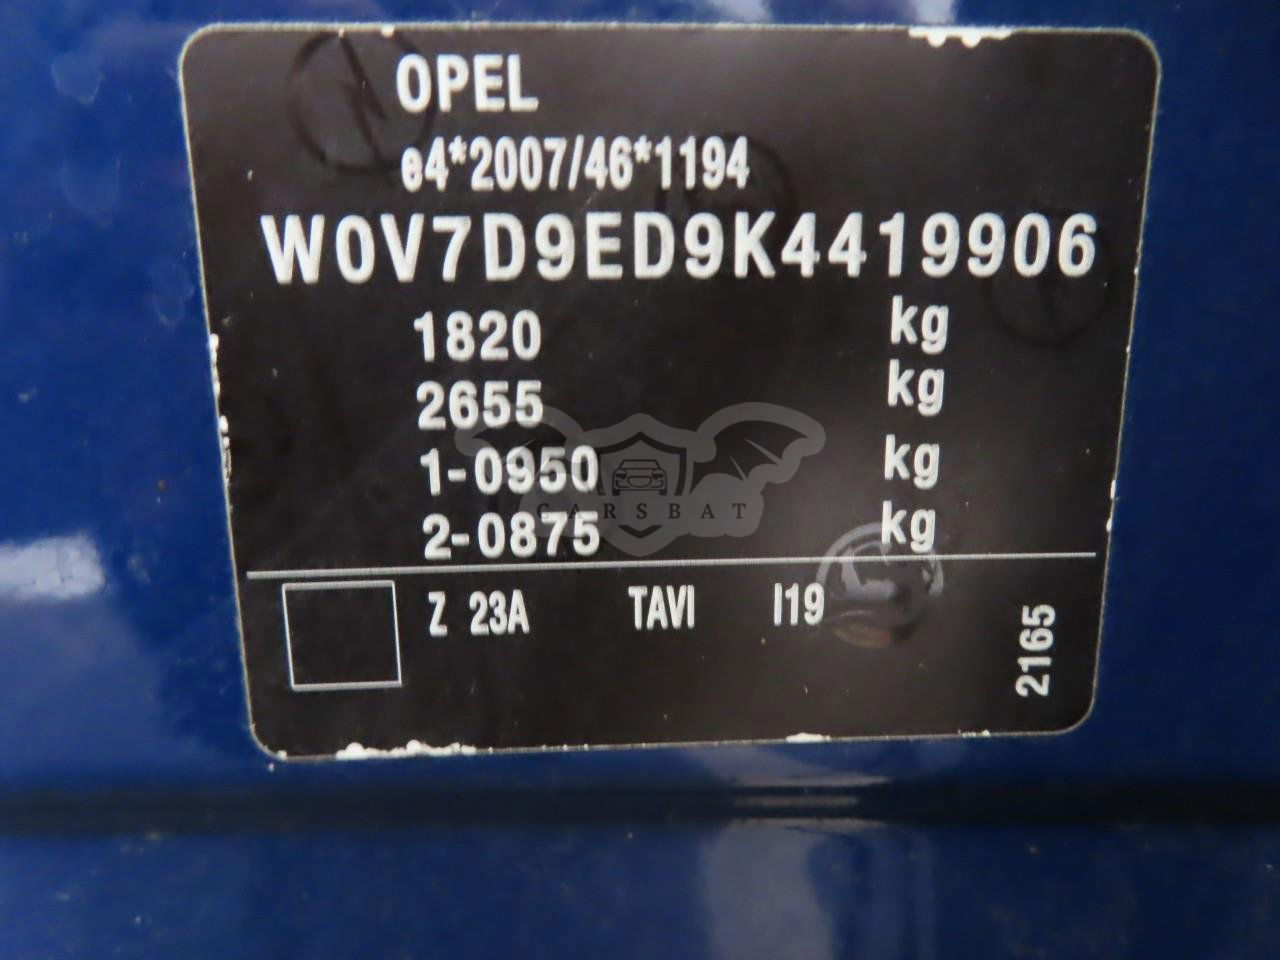 OPEL
e4*2007/46*1194
W0V7D9ED9K4419906
1820 kg
2655 kg
1-0950 kg
2-0875 kg
CARSBAT
Z 23A TAVI I19
2165